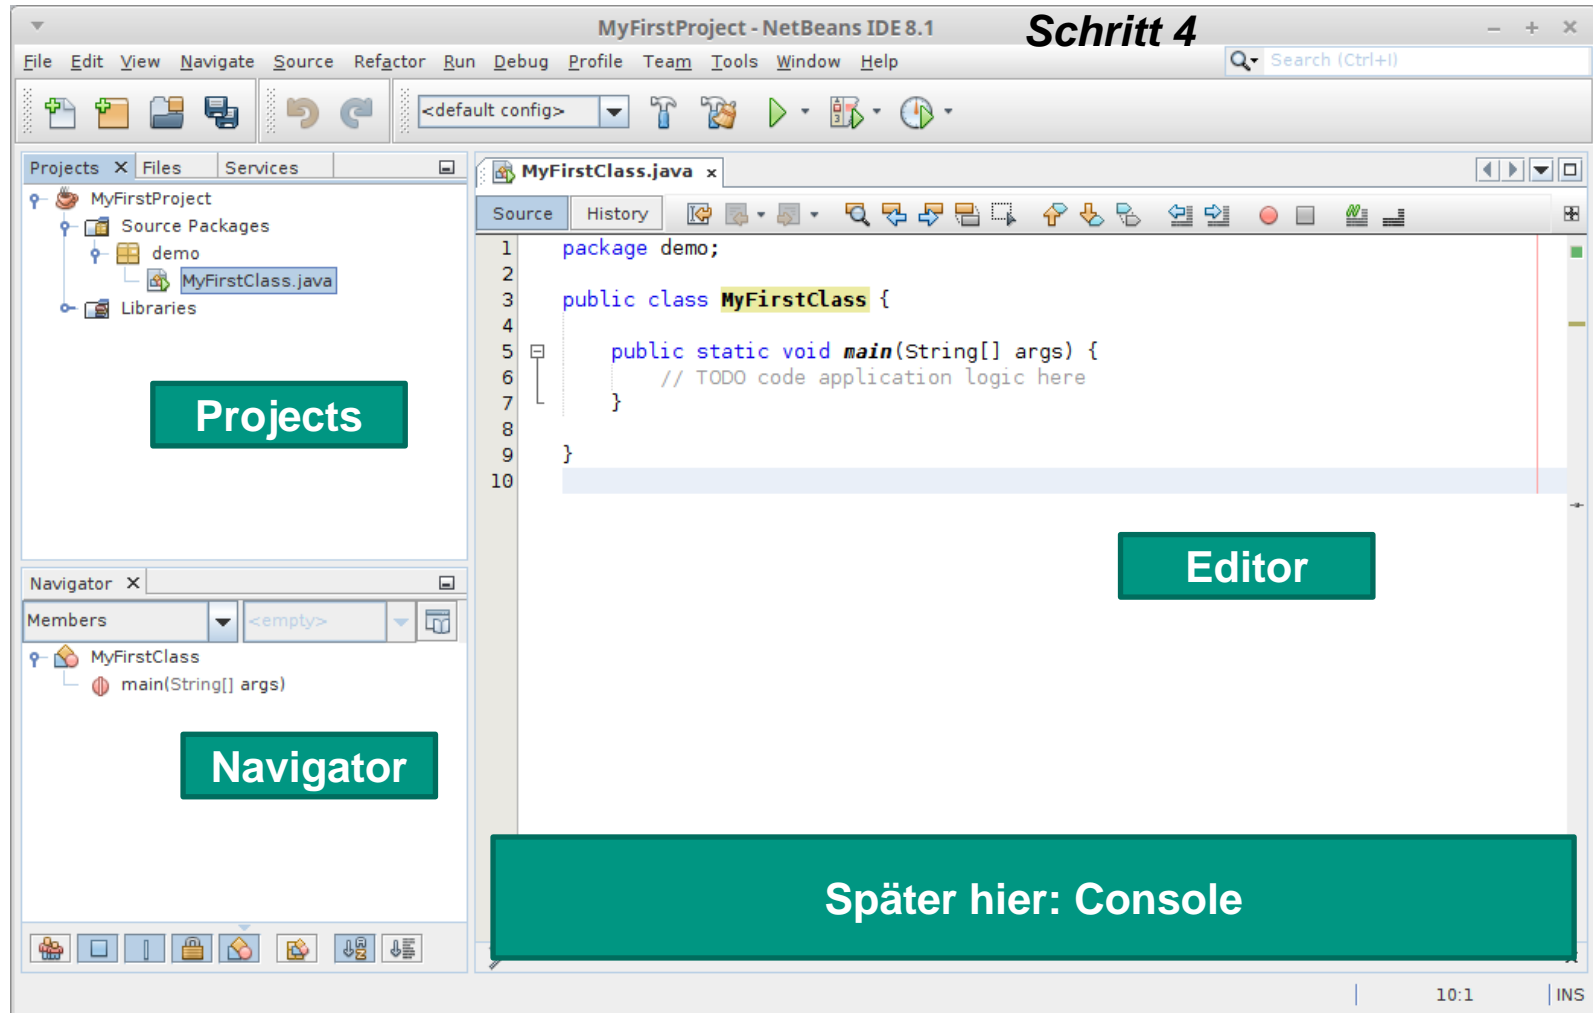 MyFirstProject - NetBeans IDE 8.1
Schritt 4
File Edit View Navigate Source Refactor Run Debug Profile Team Tools Window Help
Search (Ctrl+I)
<default config>
Projects Files Services
MyFirstProject
Source Packages
demo
MyFirstClass.java
Libraries
Projects
Navigator
Members
<empty>
MyFirstClass
main(String[] args)
Navigator
MyFirstClass.java
Source History
1 package demo;
2
3 public class MyFirstClass {
4
5 public static void main(String[] args) {
6 // TODO code application logic here
7 }
8
9 }
10
Editor
Später hier: Console
10:1 INS